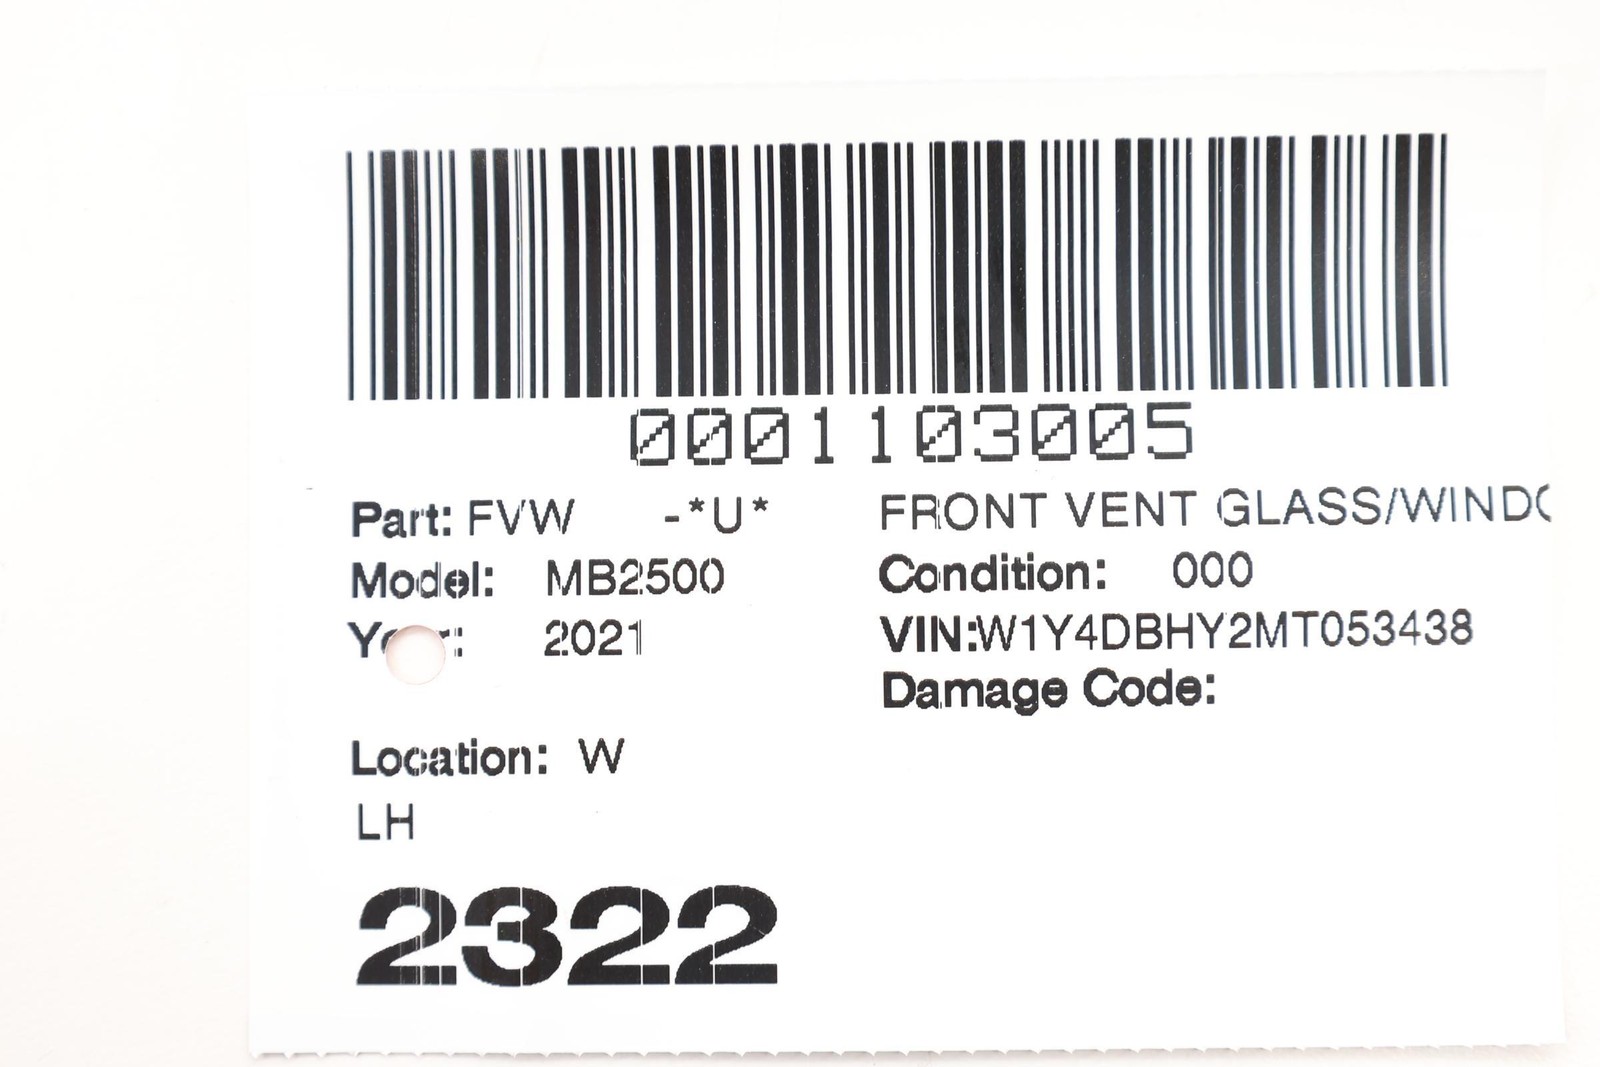 0001103005
Part: FVW -*U* FRONT VENT GLASS/WINDO
Model: MB2500 Condition: 000
Year: 2021 VIN:W1Y4DBHY2MT053438
Damage Code:
Location: W
LH
2322